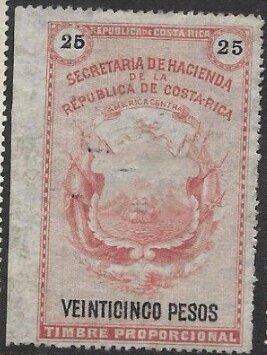 REPUBLICA DE COSTA RICA
25 25
SECRETARIA DE HACIENDA
DE LA
REPÚBLICA DE COSTA-RICA
AMERICA CENTRAL
VEINTICINCO PESOS
TIMBRE PROPORCIONAL